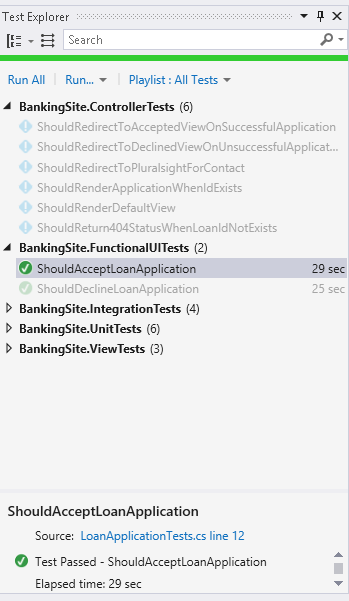 Test Explorer
Search
Run All Run... Playlist : All Tests
BankingSite.ControllerTests (6)
ShouldRedirectToAcceptedViewOnSuccessfulApplication
ShouldRedirectToDeclinedViewOnUnsuccessfulApplicat...
ShouldRedirectToPluralsightForContact
ShouldRenderApplicationWhenIdExists
ShouldRenderDefaultView
ShouldReturn404StatusWhenLoanIdNotExists
BankingSite.FunctionalUITests (2)
ShouldAcceptLoanApplication 29 sec
ShouldDeclineLoanApplication 25 sec
BankingSite.IntegrationTests (4)
BankingSite.UnitTests (6)
BankingSite.ViewTests (3)
ShouldAcceptLoanApplication
Source: LoanApplicationTests.cs line 12
Test Passed - ShouldAcceptLoanApplication
Elapsed time: 29 sec